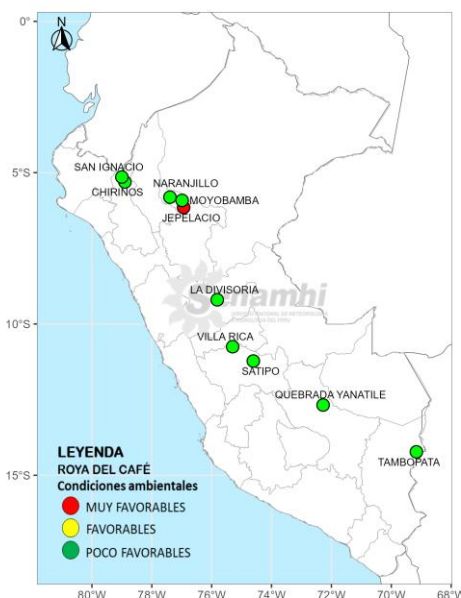 0°
N
SAN IGNACIO
NARANJILLO
5°S
CHIRINOS
MOYOBAMBA
JEPELACIO
LA DIVISORIA
Senamhi
10°S
VILLA RICA
SATIPO
QUEBRADA YANATILE
TAMBOPATA
15°S
LEYENDA
ROYA DEL CAFÉ
Condiciones ambientales
MUY FAVORABLES
FAVORABLES
POCO FAVORABLES
80°W 78°W 76°W 74°W 72°W 70°W 68°W